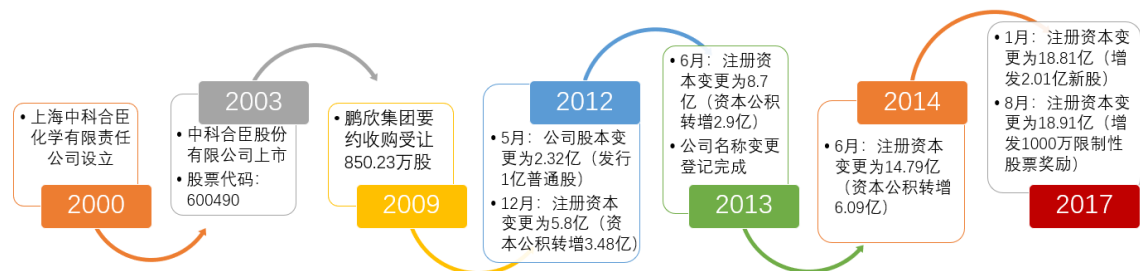 • 上海中科合臣
化学有限责任
公司设立
2000
2003
• 中科合臣股份
有限公司上市
• 股票代码：
600490
• 鹏欣集团要
约收购受让
850.23万股
2009
2012
• 5月：公司股本变
更为2.32亿（发行
1亿普通股）
• 12月：注册资本
变更为5.8亿（资
本公积转增3.48亿）
• 6月：注册资
本变更为8.7
亿（资本公积
转增2.9亿）
• 公司名称变更
登记完成
2013
2014
• 6月：注册资本
变更为14.79亿
（资本公积转增
6.09亿）
• 1月：注册资本变
更为18.81亿（增
发2.01亿新股）
• 8月：注册资本变
更为18.91（增
发1000万限制性
股票奖励）
2017